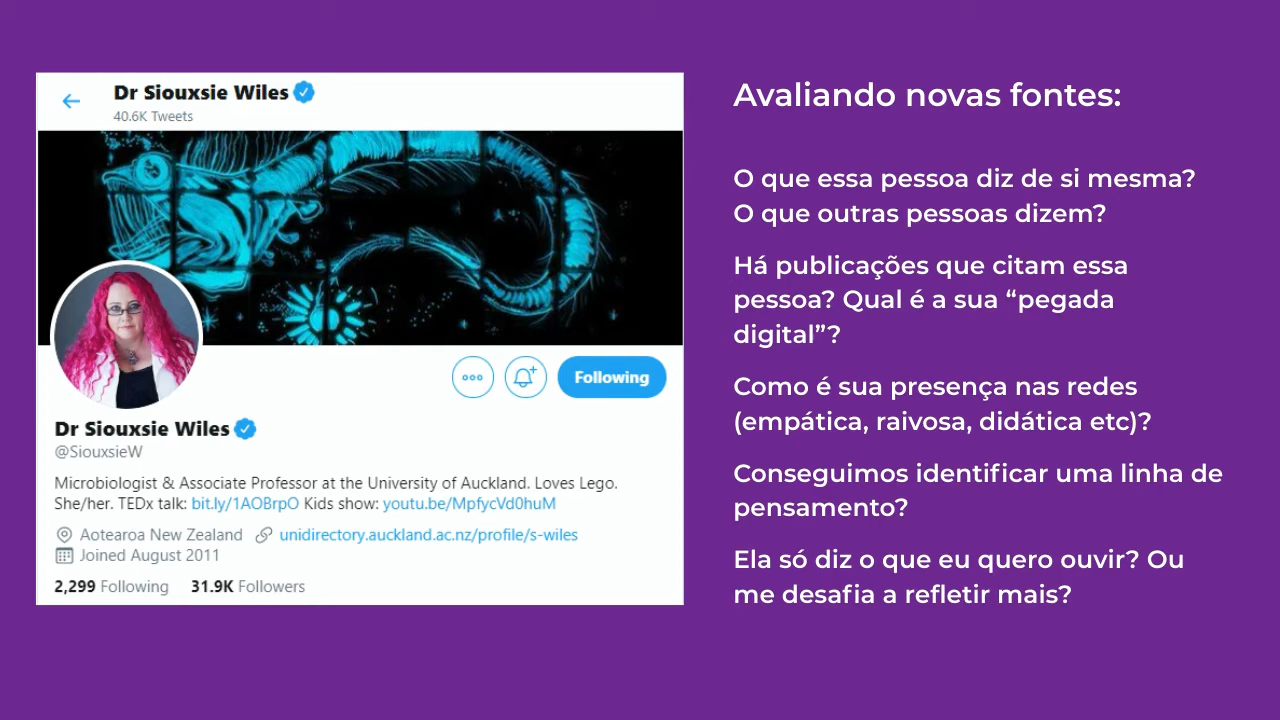 Dr Siouxsie Wiles
40.6K Tweets
Following
Dr Siouxsie Wiles
@SiouxsieW
Microbiologist & Associate Professor at the University of Auckland. Loves Lego.
She/her. TEDx talk: bit.ly/1AOBrpO Kids show: youtu.be/MpfycVd0huM
Aotearoa New Zealand unidirectory.auckland.ac.nz/profile/s-wiles
Joined August 2011
2,299 Following 31.9K Followers
Avaliando novas fontes:
O que essa pessoa diz de si mesma?
O que outras pessoas dizem?
Há publicações que citam essa
pessoa? Qual é a sua “pegada
digital”?
Como é sua presença nas redes
(empática, raivosa, didática etc)?
Conseguimos identificar uma linha de
pensamento?
Ela só diz o que eu quero ouvir? Ou
me desafia a refletir mais?